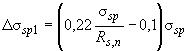 Δσsp1 = (0,22 σsp / Rs,n − 0,1) σsp